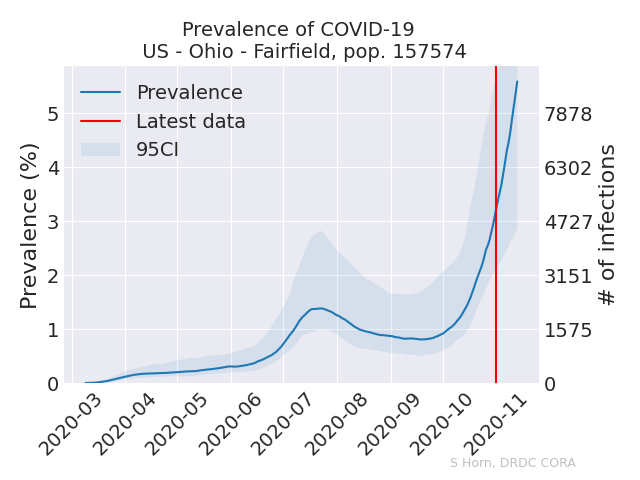 Prevalence of COVID-19
US - Ohio - Fairfield, pop. 157574
Prevalence
Latest data
95CI
Prevalence (%)
5
4
3
2
1
0
7878
6302
4727
3151
1575
0
# of infections
2020-03
2020-04
2020-05
2020-06
2020-07
2020-08
2020-09
2020-10
2020-11
S Horn, DRDC CORA